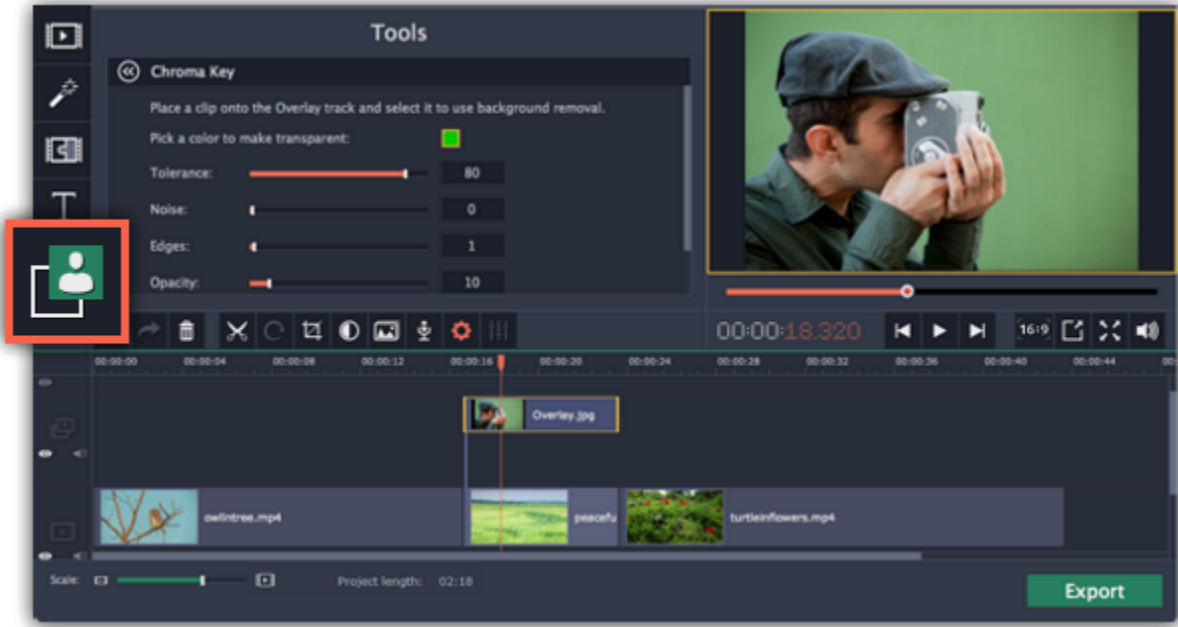 Tools
Chroma Key
Place a clip onto the Overlay track and select it to use background removal.
Pick a color to make transparent:
Tolerance: 80
Noise: 0
Edges: 1
Opacity: 10
00:00:18.320
16:9
00:00:00 00:00:04 00:00:08 00:00:12 00:00:16 00:00:20 00:00:24 00:00:28 00:00:32 00:00:36 00:00:40 00:00:44 00:
Overlay.jpg
owlintree.mp4 peacefu turtleinflowers.mp4
Scale: Project length: 02:18
Export